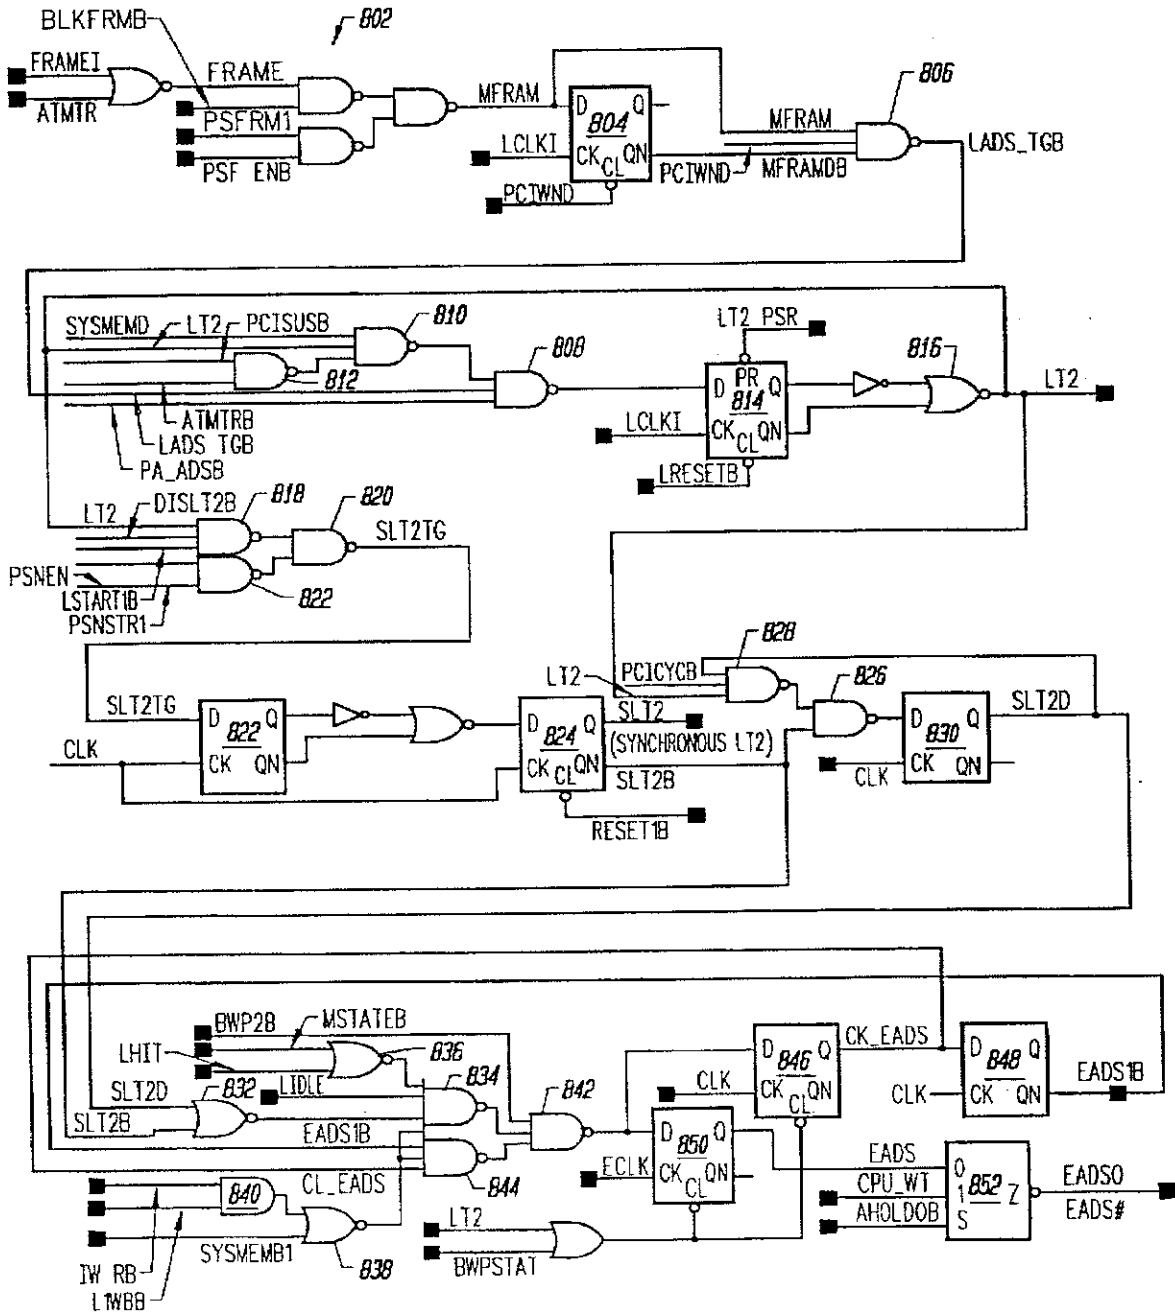 BLKFRMB
802
FRAMEI
FRAME
ATMTR
PSFRM1
PSF ENB
MFRAM
D Q
804
CK QN
CL
LCLKI
PCIWND
806
MFRAM
LADS_TGB
PCIWND
MFRAMDB
SYSMEMD
LT2
PCISUSB
810
808
812
ATMTRB
LADS TGB
PA_ADSB
LT2 PSR
PR
D Q
814
CK QN
CL
LCLKI
LRESETB
816
LT2
LT2
DISLT2B
818
820
SLT2TG
PSNEN
LSTART1B
PSNSTR1
822
828
PCICYCB
LT2
826
SLT2TG
D Q
822
CK QN
CLK
D Q
824
CK QN
CL
SLT2
(SYNCHRONOUS LT2)
SLT2B
RESET1B
D Q
830
CK QN
CLK
SLT2D
BWP2B
MSTATEB
LHIT
836
832
834
LIDLE
842
SLT2D
SLT2B
EADS1B
844
CL_EADS
840
838
SYSMEMB1
IW RB
L1WBB
D Q
846
CK QN
CL
CLK
CK_EADS
D
848
CK QN
CLK
EADS1B
D Q
850
CK QN
CL
ECLK
LT2
BWPSTAT
EADS
CPU_WT
AHOLDOB
0
1
S
852
Z
EADSO
EADS#